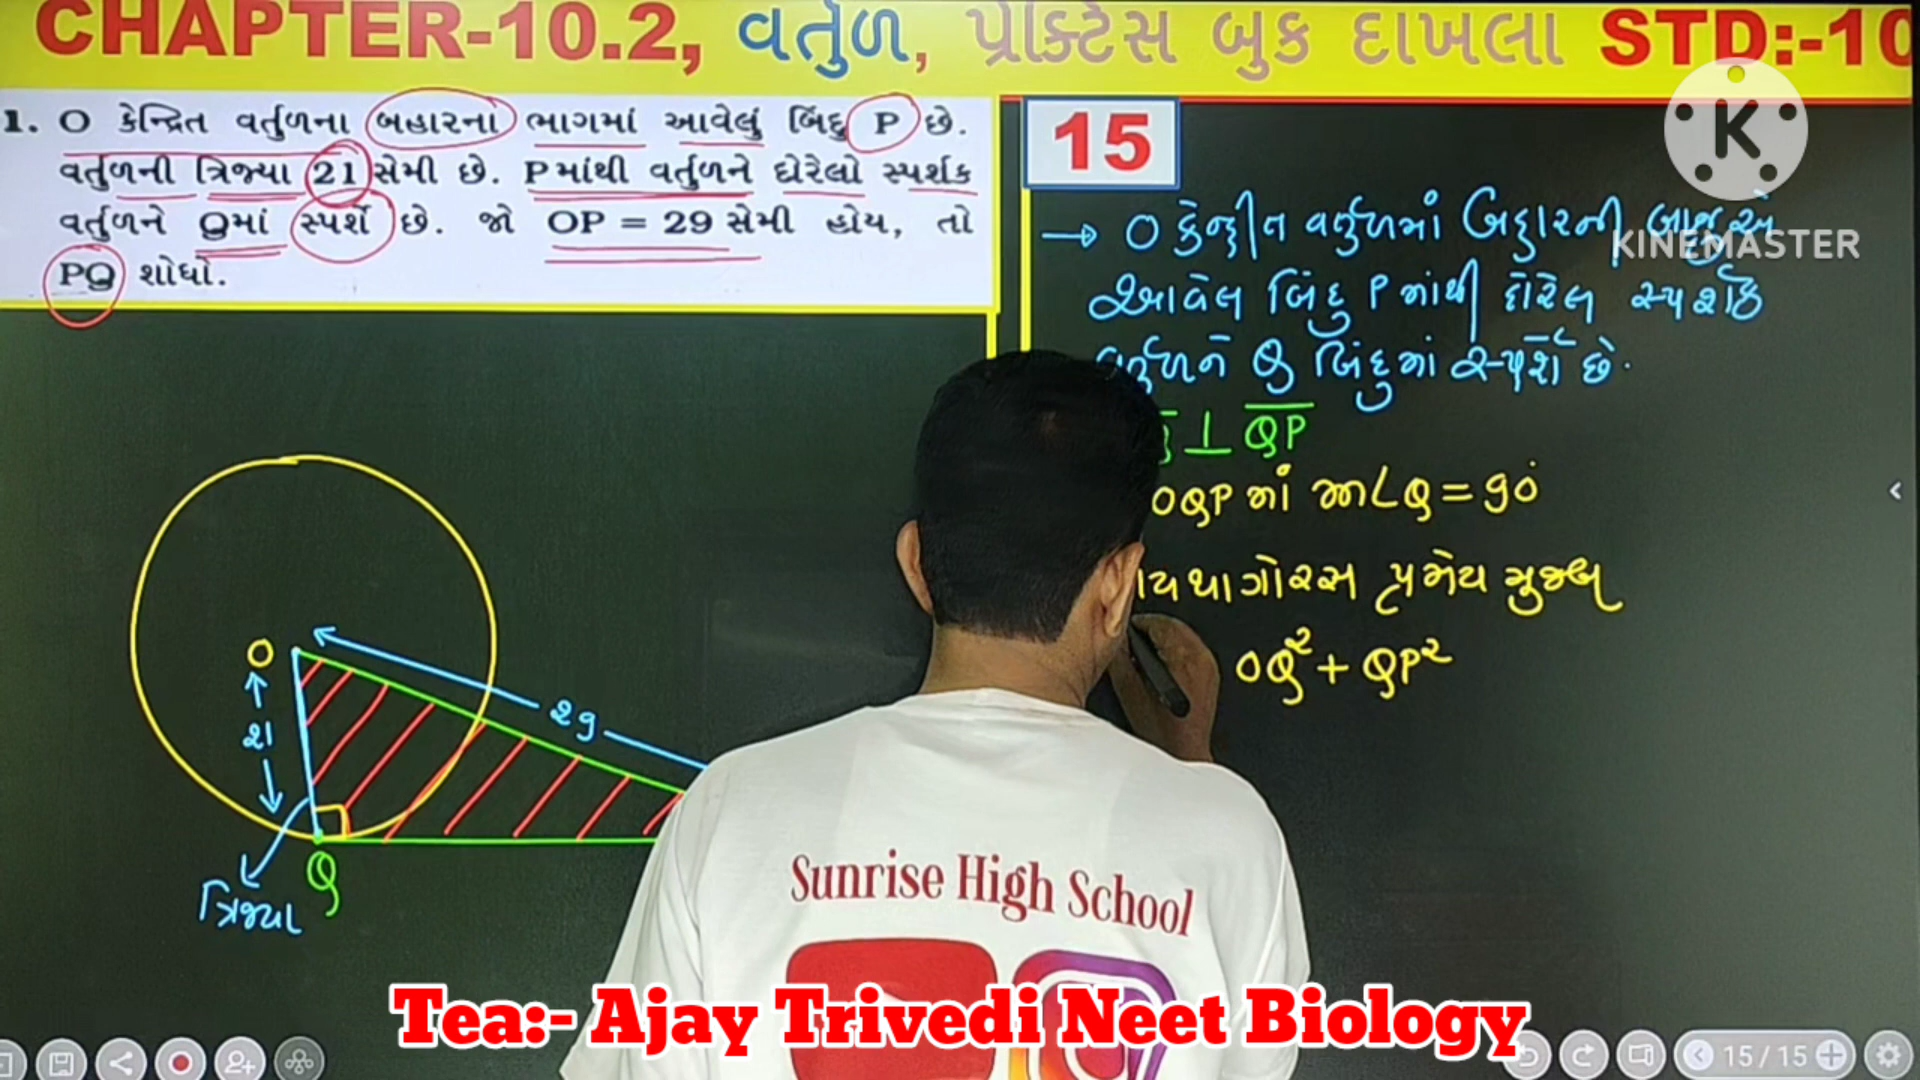 CHAPTER-10.2, વર્તુળ, પ્રેક્ટિસ બુક દાખલા STD:-10
1. O કેન્દ્રિત વર્તુળના બહારના ભાગમાં આવેલું બિંદુ P છે.
વર્તુળની ત્રિજ્યા 21 સેમી છે. Pમાંથી વર્તુળને દોરેલો સ્પર્શક
વર્તુળને Qમાં સ્પર્શે છે. જો OP = 29 સેમી હોય, તો
PQ શોધો.
15
K
KINEMASTER
→ O કેન્દ્રીત વર્તુળમાં બહારની બાજુએ
આવેલ બિંદુ P માંથી દોરેલ સ્પર્શક
વર્તુળને Q બિંદુમાં સ્પર્શે છે.
⊥ QP
OQP માં m∠Q = 90°
પાયથાગોરસ પ્રમેય મુજબ
OQ² + QP²
O
21
29
Q
ત્રિજ્યા
Sunrise High School
Tea:- Ajay Trivedi Neet Biology
15/15